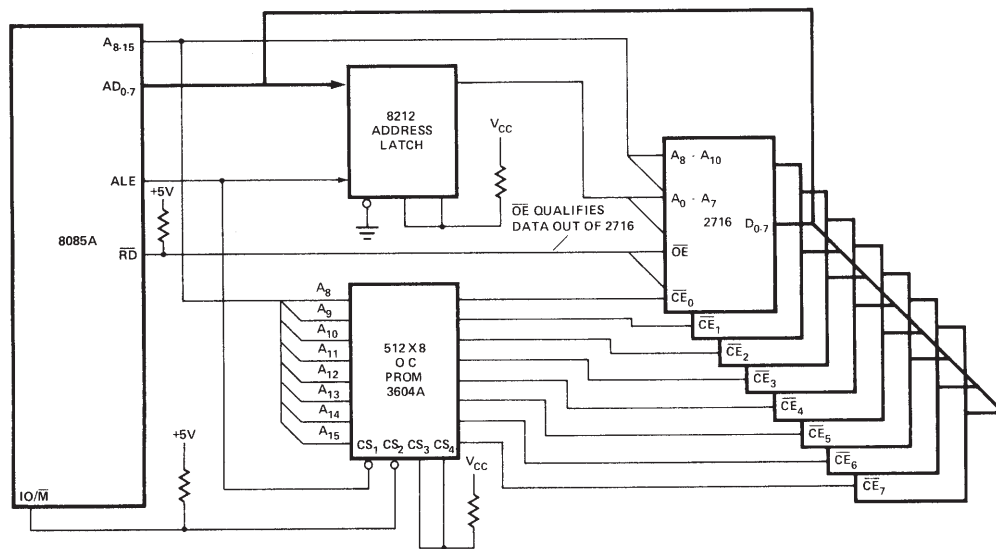 A8-15
AD0-7
ALE
+5V
8085A
RD
+5V
IO/M
8212
ADDRESS
LATCH
VCC
OE QUALIFIES
DATA OUT OF 2716
A8
A9
A10
A11
A12
A13
A14
A15
512 X 8
O C
PROM
3604A
CS1 CS2 CS3 CS4
VCC
A8 - A10
A0 - A7
2716 D0-7
OE
CE0
CE1
CE2
CE3
CE4
CE5
CE6
CE7